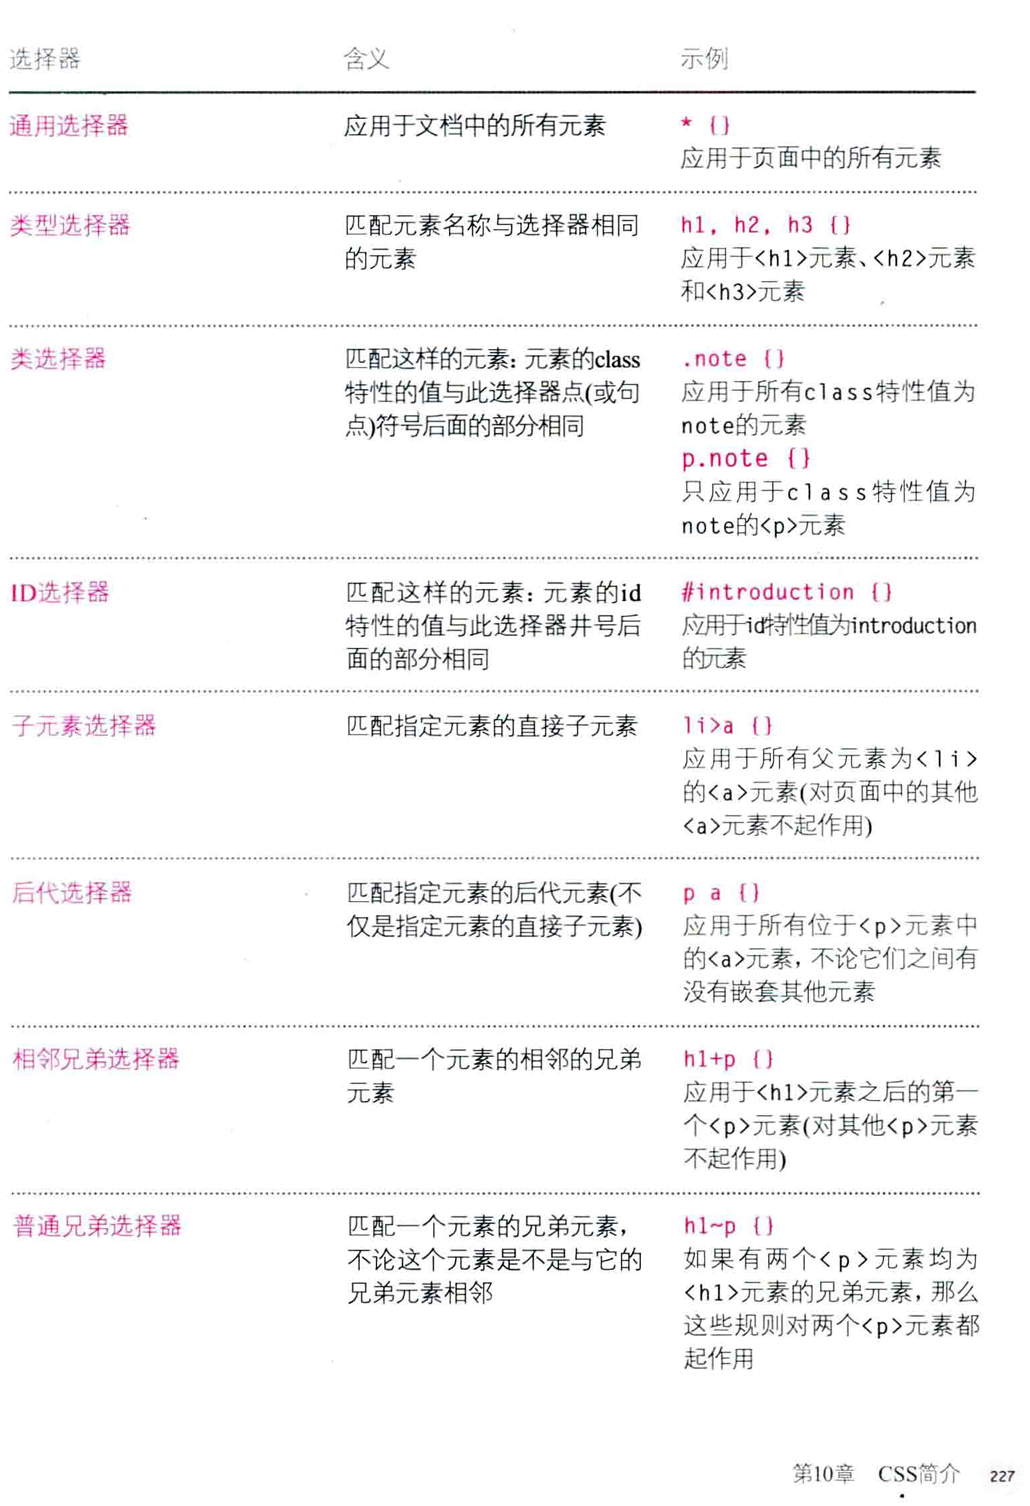 选择器 含义 示例
通用选择器 应用于文档中的所有元素 * {}
应用于页面中的所有元素
类型选择器 匹配元素名称与选择器相同 h1, h2, h3 {}
的元素 应用于<h1>元素、<h2>元素
和<h3>元素
类选择器 匹配这样的元素：元素的class .note {}
特性的值与此选择器点(或句 应用于所有class特性值为
点)符号后面的部分相同 note的元素
p.note {}
只应用于class特性值为
note的<p>元素
ID选择器 匹配这样的元素：元素的id #introduction {}
特性的值与此选择器井号后 应用于id特性值为introduction
面的部分相同 的元素
子元素选择器 匹配指定元素的直接子元素 li>a {}
应用于所有父元素为<li>
的<a>元素(对页面中的其他
<a>元素不起作用)
后代选择器 匹配指定元素的后代元素(不 p a {}
仅是指定元素的直接子元素) 应用于所有位于<p>元素中
的<a>元素，不论它们之间有
没有嵌套其他元素
相邻兄弟选择器 匹配一个元素的相邻的兄弟 h1+p {}
元素 应用于<h1>元素之后的第一
个<p>元素(对其他<p>元素
不起作用)
普通兄弟选择器 匹配一个元素的兄弟元素， h1~p {}
不论这个元素是不是与它的 如果有两个<p>元素均为
兄弟元素相邻 <h1>元素的兄弟元素，那么
这些规则对两个<p>元素都
起作用
第10章 CSS简介 227